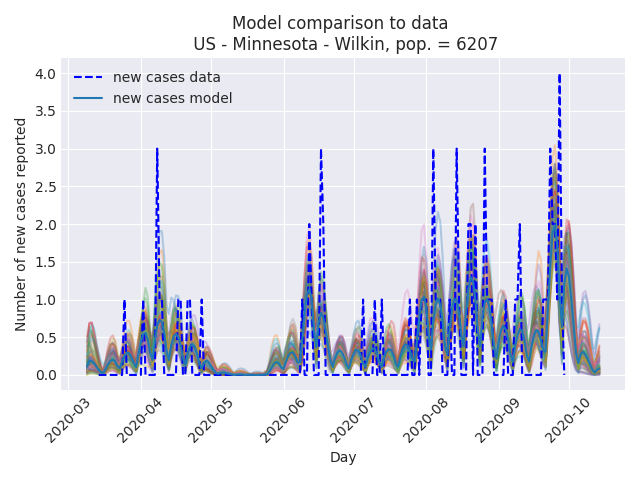 Model comparison to data
US - Minnesota - Wilkin, pop. = 6207
new cases data
new cases model
Number of new cases reported
4.0
3.5
3.0
2.5
2.0
1.5
1.0
0.5
0.0
2020-03
2020-04
2020-05
2020-06
2020-07
2020-08
2020-09
2020-10
Day